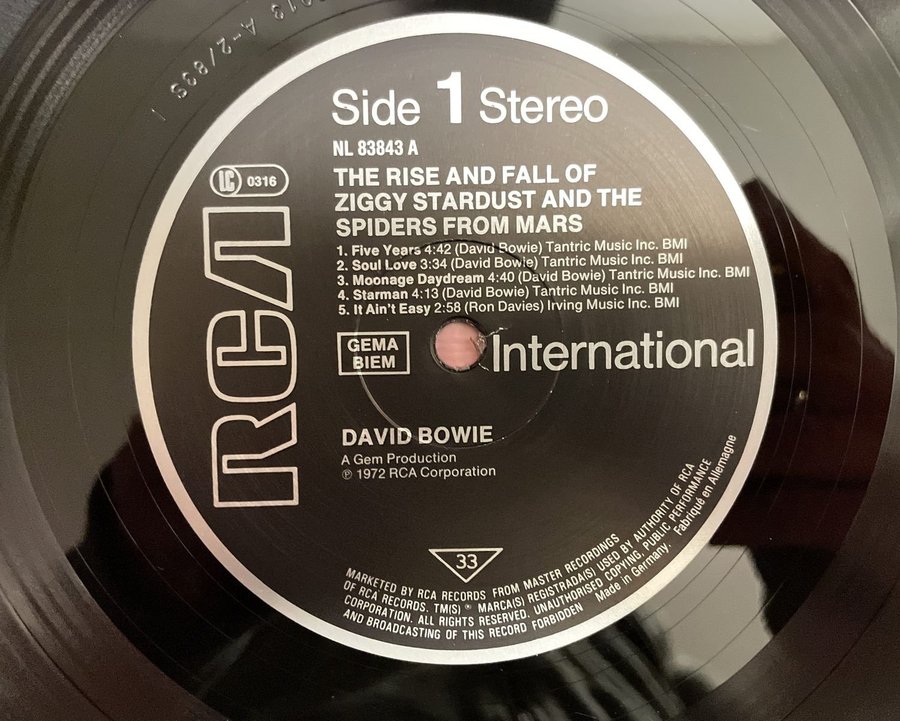 Side 1 Stereo
NL 83843 A
THE RISE AND FALL OF
ZIGGY STARDUST AND THE
SPIDERS FROM MARS
1. Five Years 4:42 (David Bowie) Tantric Music Inc. BMI
2. Soul Love 3:34 (David Bowie) Tantric Music Inc. BMI
3. Moonage Daydream 4:40 (David Bowie) Tantric Music Inc. BMI
4. Starman 4:13 (David Bowie) Tantric Music Inc. BMI
5. It Ain't Easy 2:58 (Ron Davies) Irving Music Inc. BMI
LC 0316
RCA
GEMA
BIEM
International
DAVID BOWIE
A Gem Production
℗ 1972 RCA Corporation
33
MARKETED BY RCA RECORDS FROM MASTER RECORDINGS
OF RCA RECORDS. TM(S) ® MARCA(S) REGISTRADA(S) USED BY AUTHORITY OF RCA
CORPORATION. ALL RIGHTS RESERVED. UNAUTHORISED COPYING, PUBLIC PERFORMANCE
AND BROADCASTING OF THIS RECORD FORBIDDEN Made in Germany. Fabriqué en Allemagne